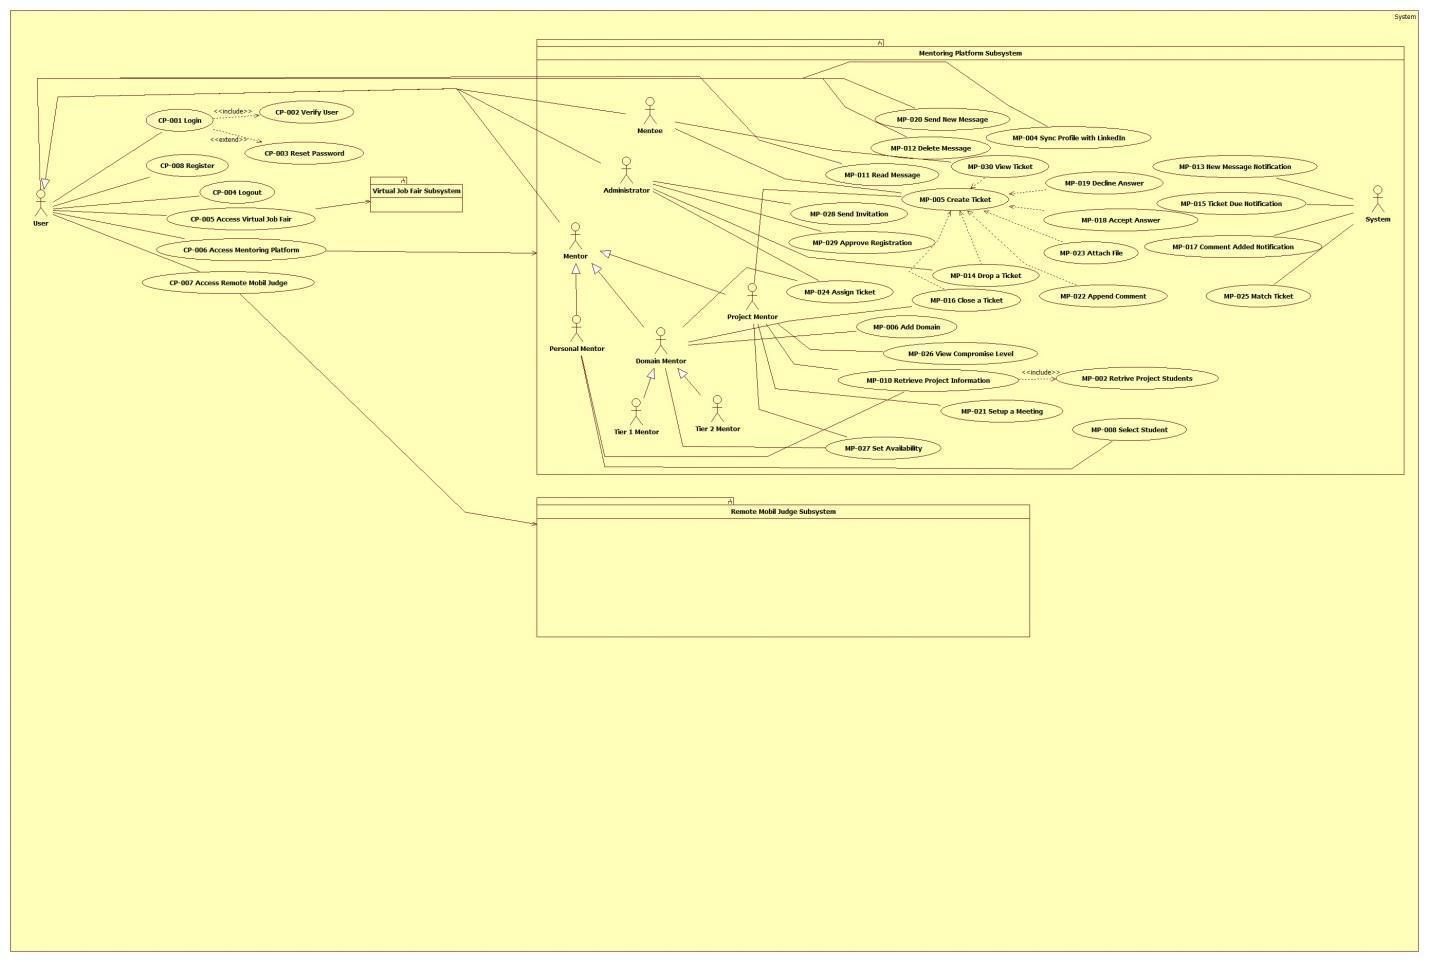 System
Mentoring Platform Subsystem
Mentee
MP-020 Send New Message
MP-004 Sync Profile with LinkedIn
MP-012 Delete Message
MP-030 View Ticket
MP-013 New Message Notification
MP-011 Read Message
MP-019 Decline Answer
Administrator
MP-005 Create Ticket
MP-015 Ticket Due Notification
System
MP-028 Send Invitation
MP-018 Accept Answer
MP-029 Approve Registration
MP-017 Comment Added Notification
MP-023 Attach File
Mentor
MP-014 Drop a Ticket
MP-024 Assign Ticket
MP-016 Close a Ticket
MP-022 Append Comment
MP-025 Match Ticket
Project Mentor
MP-006 Add Domain
Personal Mentor
Domain Mentor
MP-026 View Compromise Level
MP-010 Retrieve Project Information
<<include>>
MP-002 Retrive Project Students
MP-021 Setup a Meeting
Tier 1 Mentor
Tier 2 Mentor
MP-008 Select Student
MP-027 Set Availability
CP-001 Login
<<include>>
CP-002 Verify User
<<extend>>
CP-003 Reset Password
CP-008 Register
CP-004 Logout
Virtual Job Fair Subsystem
User
CP-005 Access Virtual Job Fair
CP-006 Access Mentoring Platform
CP-007 Access Remote Mobil Judge
Remote Mobil Judge Subsystem